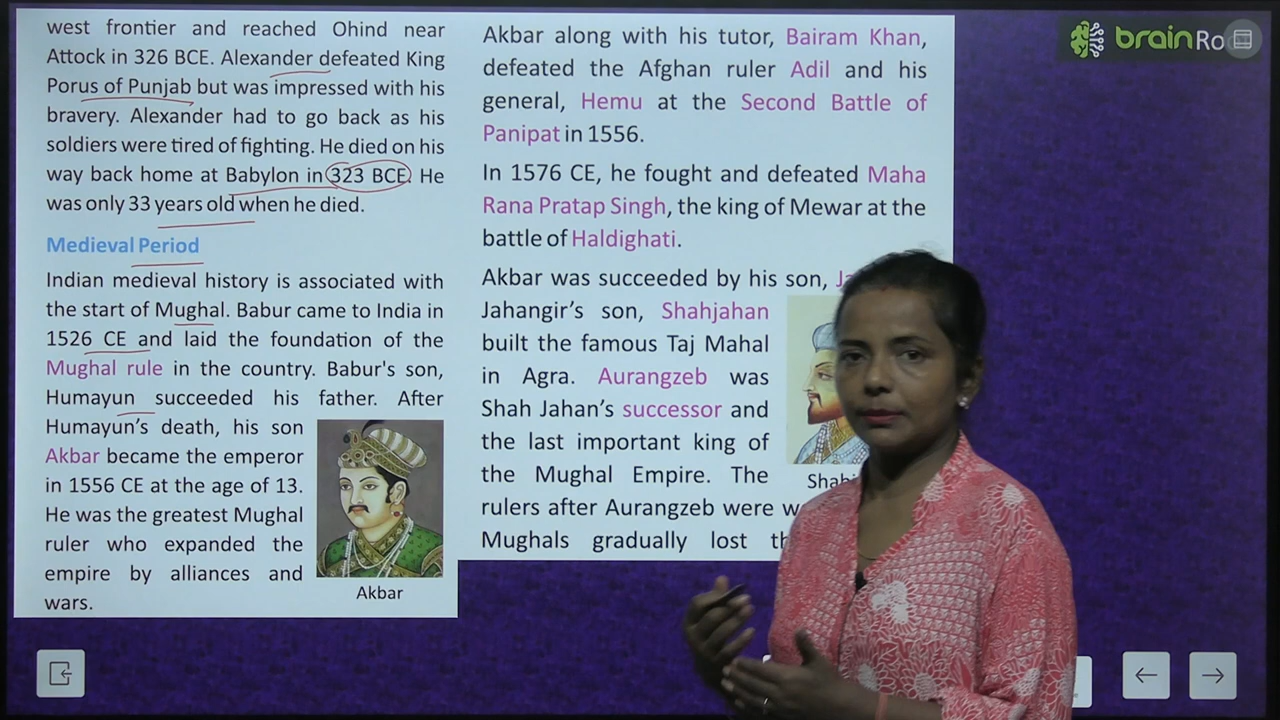 west frontier and reached Ohind near
Attock in 326 BCE. Alexander defeated King
Porus of Punjab but was impressed with his
bravery. Alexander had to go back as his
soldiers were tired of fighting. He died on his
way back home at Babylon in 323 BCE. He
was only 33 years old when he died.
Medieval Period
Indian medieval history is associated with
the start of Mughal. Babur came to India in
1526 CE and laid the foundation of the
Mughal rule in the country. Babur's son,
Humayun succeeded his father. After
Humayun's death, his son
Akbar became the emperor
in 1556 CE at the age of 13.
He was the greatest Mughal
ruler who expanded the
empire by alliances and
wars.
Akbar
Akbar along with his tutor, Bairam Khan,
defeated the Afghan ruler Adil and his
general, Hemu at the Second Battle of
Panipat in 1556.
In 1576 CE, he fought and defeated Maha
Rana Pratap Singh, the king of Mewar at the
battle of Haldighati.
Akbar was succeeded by his son,
Jahangir's son, Shahjahan
built the famous Taj Mahal
in Agra. Aurangzeb was
Shah Jahan's successor and
the last important king of
the Mughal Empire. The
rulers after Aurangzeb were
Mughals gradually lost
brain